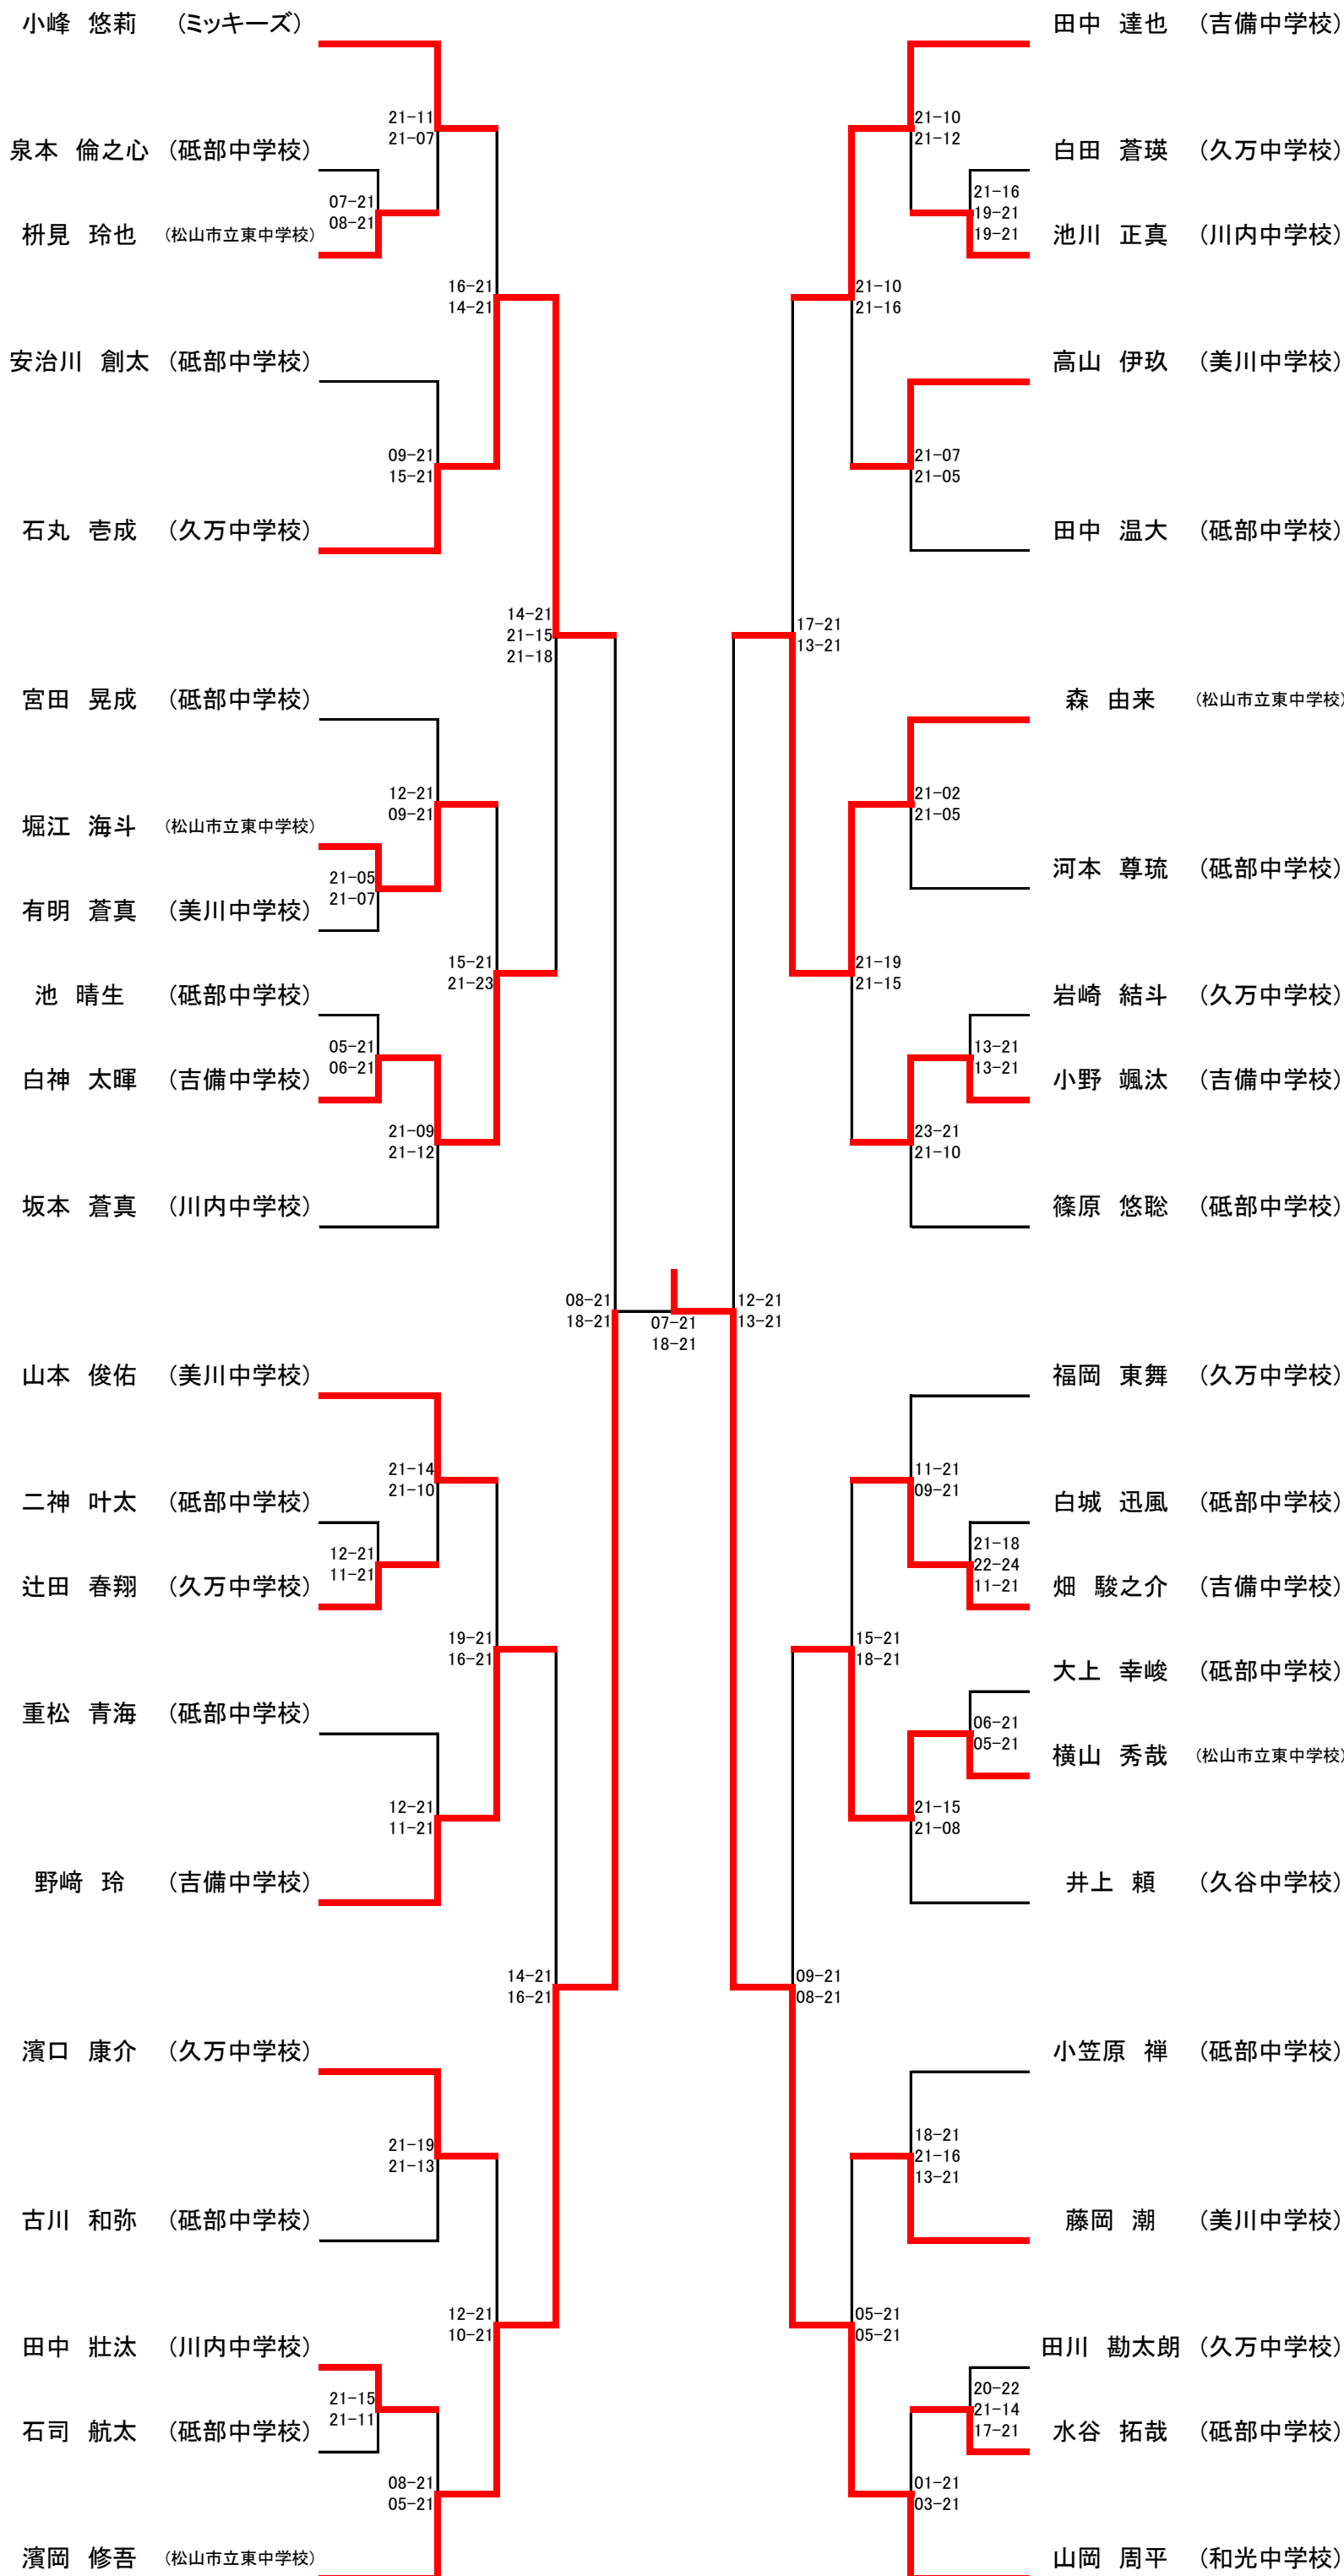 小峰 悠莉 (ミッキーズ)
21-11
21-07
泉本 倫之心 (砥部中学校)
07-21
08-21
枡見 玲也 (松山市立東中学校)
16-21
14-21
安治川 創太 (砥部中学校)
09-21
15-21
石丸 壱成 (久万中学校)
14-21
21-15
21-18
宮田 晃成 (砥部中学校)
12-21
09-21
堀江 海斗 (松山市立東中学校)
21-05
21-07
有明 蒼真 (美川中学校)
15-21
21-23
池 晴生 (砥部中学校)
05-21
06-21
白神 太暉 (吉備中学校)
21-09
21-12
坂本 蒼真 (川内中学校)
08-21
18-21
山本 俊佑 (美川中学校)
21-14
21-10
二神 叶太 (砥部中学校)
12-21
11-21
辻田 春翔 (久万中学校)
19-21
16-21
重松 青海 (砥部中学校)
12-21
11-21
野﨑 玲 (吉備中学校)
14-21
16-21
濱口 康介 (久万中学校)
21-19
21-13
古川 和弥 (砥部中学校)
12-21
10-21
田中 壯汰 (川内中学校)
21-15
21-11
石司 航太 (砥部中学校)
08-21
05-21
濱岡 修吾 (松山市立東中学校)
07-21
18-21
田中 達也 (吉備中学校)
21-10
21-12
白田 蒼瑛 (久万中学校)
21-16
19-21
19-21
池川 正真 (川内中学校)
21-10
21-16
高山 伊玖 (美川中学校)
21-07
21-05
田中 温大 (砥部中学校)
17-21
13-21
森 由来 (松山市立東中学校)
21-02
21-05
河本 尊琉 (砥部中学校)
21-19
21-15
岩崎 結斗 (久万中学校)
13-21
13-21
小野 颯汰 (吉備中学校)
23-21
21-10
篠原 悠聡 (砥部中学校)
12-21
13-21
福岡 東舞 (久万中学校)
11-21
09-21
白城 迅風 (砥部中学校)
21-18
22-24
11-21
畑 駿之介 (吉備中学校)
15-21
18-21
大上 幸峻 (砥部中学校)
06-21
05-21
横山 秀哉 (松山市立東中学校)
21-15
21-08
井上 頼 (久谷中学校)
09-21
08-21
小笠原 禅 (砥部中学校)
18-21
21-16
13-21
藤岡 潮 (美川中学校)
05-21
05-21
田川 勘太朗 (久万中学校)
20-22
21-14
17-21
水谷 拓哉 (砥部中学校)
01-21
03-21
山岡 周平 (和光中学校)